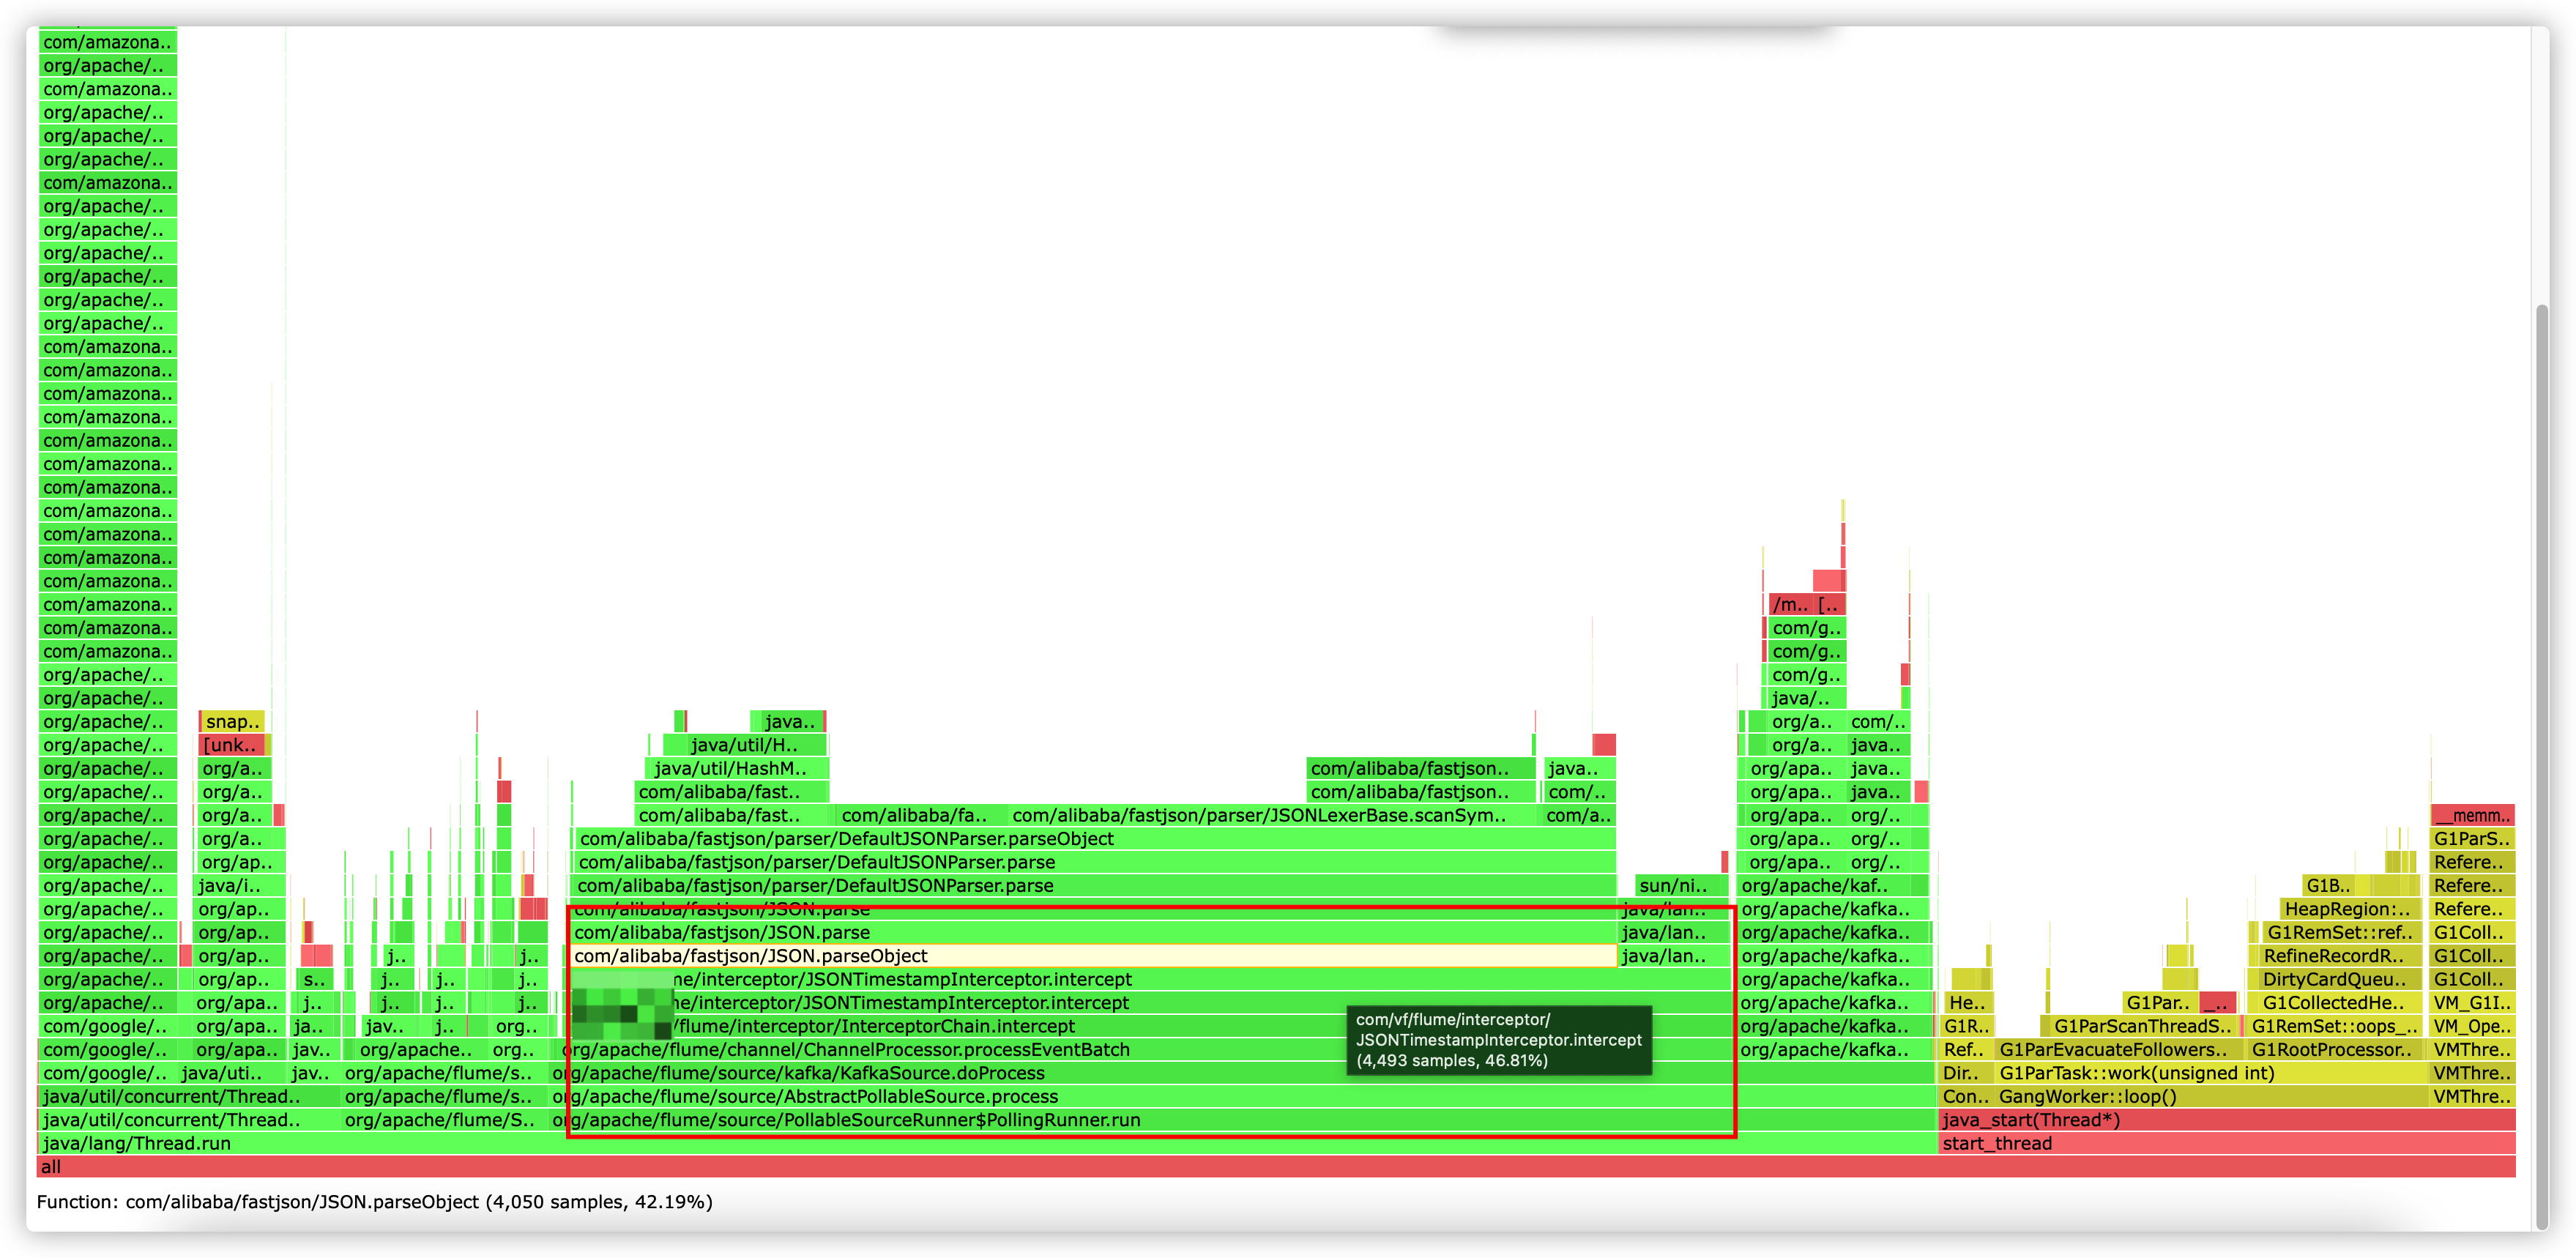 com/amazona..
org/apache/..
com/amazona..
org/apache/..
org/apache/..
org/apache/..
com/amazona..
org/apache/..
org/apache/..
org/apache/..
org/apache/..
org/apache/..
org/apache/..
com/amazona..
com/amazona..
com/amazona..
com/amazona..
com/amazona..
com/amazona..
com/amazona..
com/amazona..
com/amazona..
com/amazona..
com/amazona..
com/amazona.. /m.. [..
com/amazona.. com/g..
com/amazona.. com/g..
org/apache/.. com/g..
org/apache/.. java/..
org/apache/.. snap.. java.. org/a.. com/..
org/apache/.. [unk.. java/util/H.. org/a.. java..
org/apache/.. org/a.. java/util/HashM.. com/alibaba/fastjson.. java.. org/apa.. java..
org/apache/.. org/a.. com/alibaba/fast.. com/alibaba/fastjson.. com/.. org/apa.. java..
org/apache/.. org/a.. com/alibaba/fast.. com/alibaba/fa.. com/alibaba/fastjson/parser/JSONLexerBase.scanSym.. com/a.. org/apa.. org/.. __memm..
org/apache/.. org/a.. com/alibaba/fastjson/parser/DefaultJSONParser.parseObject org/apa.. org/.. G1ParS..
org/apache/.. org/ap.. com/alibaba/fastjson/parser/DefaultJSONParser.parse org/apa.. org/.. Refere..
org/apache/.. java/i.. com/alibaba/fastjson/parser/DefaultJSONParser.parse sun/ni.. org/apache/kaf.. G1B.. Refere..
org/apache/.. org/ap.. com/alibaba/fastjson/JSON.parse java/lan.. org/apache/kafka.. HeapRegion:.. Refere..
org/apache/.. org/ap.. com/alibaba/fastjson/JSON.parse java/lan.. org/apache/kafka.. G1RemSet::ref.. G1Coll..
org/apache/.. org/ap.. j.. j.. com/alibaba/fastjson/JSON.parseObject java/lan.. org/apache/kafka.. RefineRecordR.. G1Coll..
org/apache/.. org/ap.. s.. j.. j.. j.. me/interceptor/JSONTimestampInterceptor.intercept org/apache/kafka.. DirtyCardQueu.. G1Coll..
org/apache/.. org/apa.. j.. j.. j.. j.. ne/interceptor/JSONTimestampInterceptor.intercept org/apache/kafka.. He.. G1Par.. _.. G1CollectedHe.. VM_G1I..
com/google/.. org/apa.. ja.. jav.. j.. org.. /flume/interceptor/InterceptorChain.intercept org/apache/kafka.. G1R.. G1ParScanThreadS.. G1RemSet::oops_.. VM_Ope..
com/google/.. org/apa.. jav.. org/apache.. org.. org/apache/flume/channel/ChannelProcessor.processEventBatch org/apache/kafka.. Ref.. G1ParEvacuateFollowers.. G1RootProcessor.. VMThre..
com/google/.. java/uti.. jav.. org/apache/flume/s.. org/apache/flume/source/kafka/KafkaSource.doProcess Dir.. G1ParTask::work(unsigned int) VMThre..
java/util/concurrent/Thread.. org/apache/flume/s.. org/apache/flume/source/AbstractPollableSource.process Con.. GangWorker::loop() VMThre..
java/util/concurrent/Thread.. org/apache/flume/S.. org/apache/flume/source/PollableSourceRunner$PollingRunner.run java_start(Thread*)
java/lang/Thread.run start_thread
all
com/vf/flume/interceptor/
JSONTimestampInterceptor.intercept
(4,493 samples, 46.81%)
Function: com/alibaba/fastjson/JSON.parseObject (4,050 samples, 42.19%)